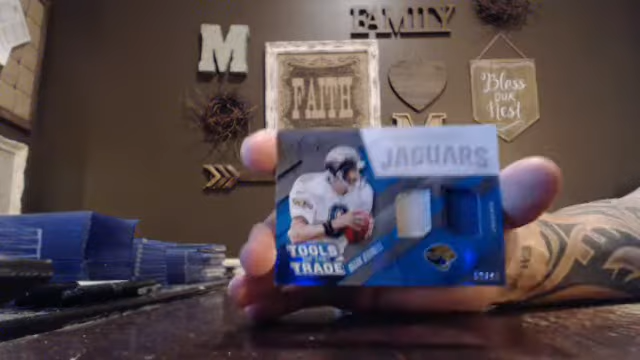 FAMILY
M
FAITH
Bless
OUR
Nest
M
JAGUARS
TOOLS
TRADE